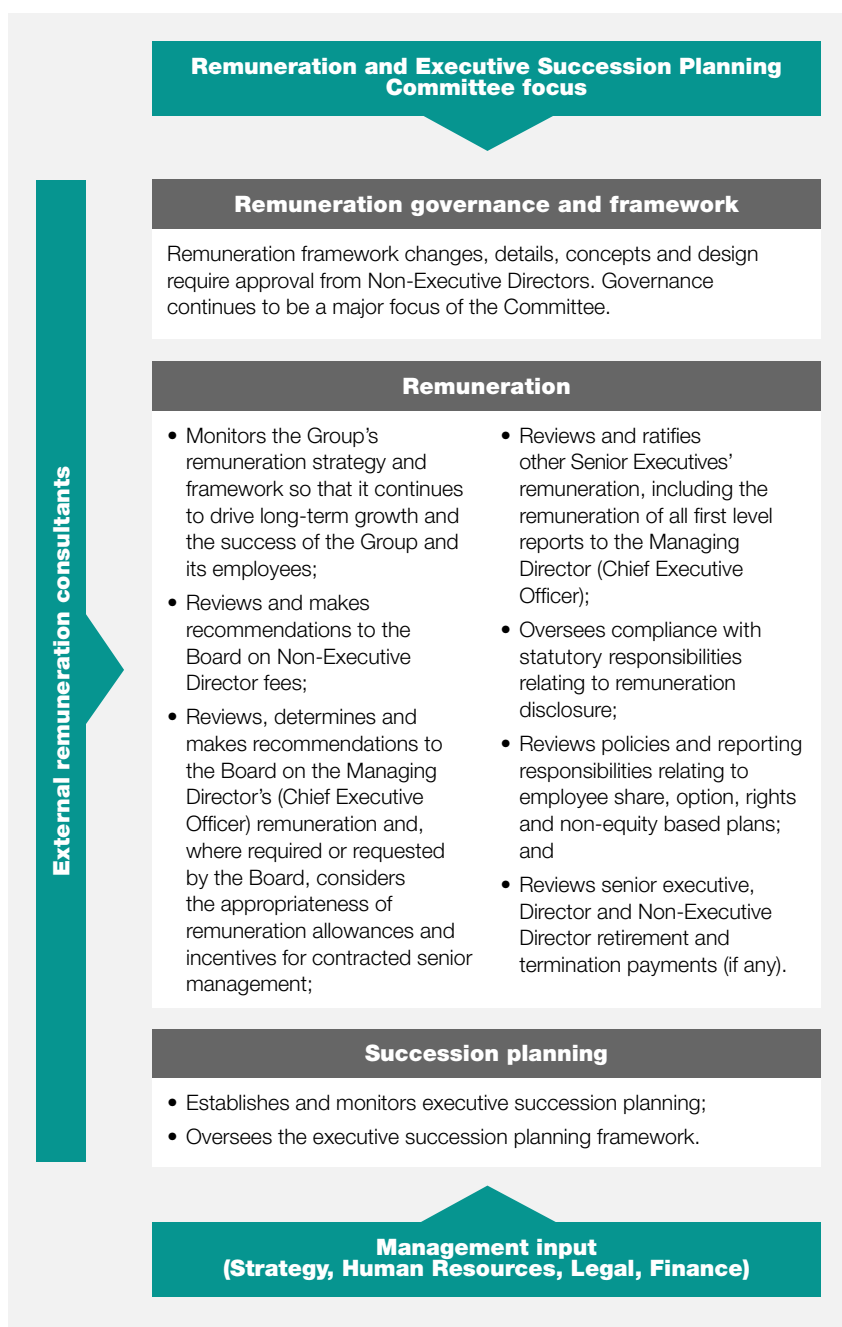 Remuneration and Executive Succession Planning
Committee focus
External remuneration consultants
Remuneration governance and framework
Remuneration framework changes, details, concepts and design
require approval from Non-Executive Directors. Governance
continues to be a major focus of the Committee.
Remuneration
• Monitors the Group’s
remuneration strategy and
framework so that it continues
to drive long-term growth and
the success of the Group and
its employees;
• Reviews and makes
recommendations to the
Board on Non-Executive
Director fees;
• Reviews, determines and
makes recommendations to
the Board on the Managing
Director’s (Chief Executive
Officer) remuneration and,
where required or requested
by the Board, considers
the appropriateness of
remuneration allowances and
incentives for contracted senior
management;
• Reviews and ratifies
other Senior Executives’
remuneration, including the
remuneration of all first level
reports to the Managing
Director (Chief Executive
Officer);
• Oversees compliance with
statutory responsibilities
relating to remuneration
disclosure;
• Reviews policies and reporting
responsibilities relating to
employee share, option, rights
and non-equity based plans;
and
• Reviews senior executive,
Director and Non-Executive
Director retirement and
termination payments (if any).
Succession planning
• Establishes and monitors executive succession planning;
• Oversees the executive succession planning framework.
Management input
(Strategy, Human Resources, Legal, Finance)